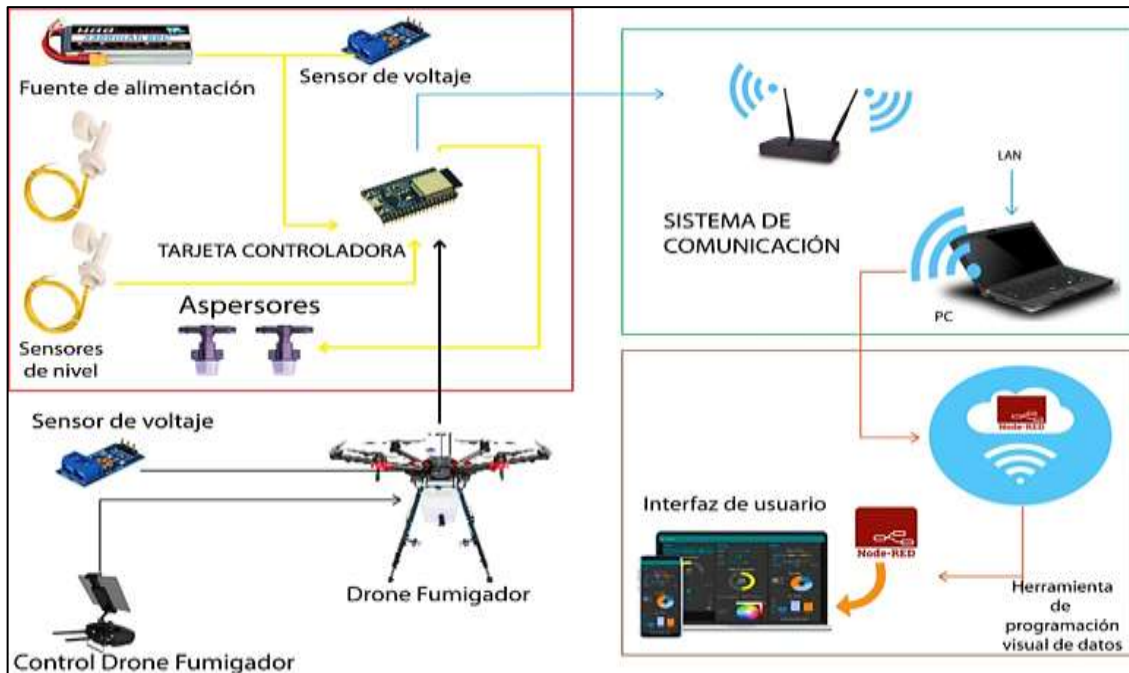 Fuente de alimentación
Sensor de voltaje
TARJETA CONTROLADORA
Aspersores
Sensores
de nivel
Sensor de voltaje
Drone Fumigador
Control Drone Fumigador
LAN
SISTEMA DE
COMUNICACIÓN
PC
Node-RED
Interfaz de usuario
Node-RED
Herramienta
de
programación
visual de datos